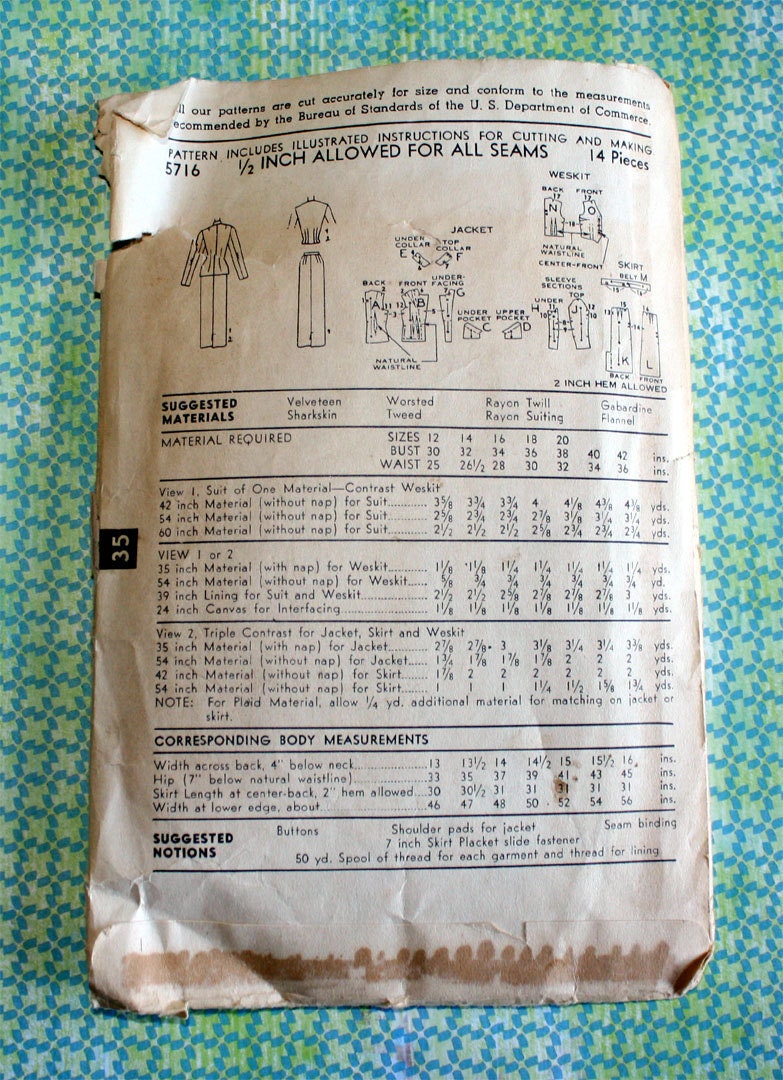 ll our patterns are cut accurately for size and conform to the measurements
ecommended by the Bureau of Standards of the U. S. Department of Commerce.
PATTERN INCLUDES ILLUSTRATED INSTRUCTIONS FOR CUTTING AND MAKING
5716 ½ INCH ALLOWED FOR ALL SEAMS 14 Pieces
WESKIT
BACK FRONT
17 17
N O
18
NATURAL
WAISTLINE
CENTER-FRONT
JACKET
UNDER COLLAR TOP COLLAR
E F
BACK FRONT UNDER-FACING
A B G
UNDER POCKET UPPER POCKET
C D
NATURAL
WAISTLINE
SLEEVE
SECTIONS
UNDER TOP
H
SKIRT
BELT M
K L
BACK FRONT
2 INCH HEM ALLOWED
SUGGESTED MATERIALS
Velveteen Worsted Rayon Twill Gabardine
Sharkskin Tweed Rayon Suiting Flannel
MATERIAL REQUIRED SIZES 12 14 16 18 20
BUST 30 32 34 36 38 40 42 ins.
WAIST 25 26½ 28 30 32 34 36 ins.
View 1, Suit of One Material—Contrast Weskit
42 inch Material (without nap) for Suit 3⅝ 3¾ 3¾ 4 4⅛ 4⅜ 4⅜ yds.
54 inch Material (without nap) for Suit 2⅝ 2¾ 2¾ 2⅞ 3⅛ 3¼ 3¼ yds.
60 inch Material (without nap) for Suit 2½ 2½ 2½ 2⅝ 2¾ 2¾ 2¾ yds.
VIEW 1 or 2
35 inch Material (with nap) for Weskit 1⅛ 1⅛ 1¼ 1¼ 1¼ 1¼ 1¼ yds.
54 inch Material (without nap) for Weskit ⅝ ¾ ¾ ¾ ¾ ¾ ¾ yd.
39 inch Lining for Suit and Weskit 2½ 2½ 2⅝ 2⅞ 2⅞ 2⅞ 3 yds.
24 inch Canvas for Interfacing 1⅛ 1⅛ 1⅛ 1⅛ 1⅛ 1⅛ 1⅛ yds.
View 2, Triple Contrast for Jacket, Skirt and Weskit
35 inch Material (with nap) for Jacket 2⅞ 2⅞ 3 3⅛ 3¼ 3¼ 3⅜ yds.
54 inch Material (without nap) for Jacket 1¾ 1⅞ 1⅞ 1⅞ 2 2 2 yds.
42 inch Material (without nap) for Skirt 1⅞ 2 2 2 2 2 2 yds.
54 inch Material (without nap) for Skirt 1 1 1 1¼ 1½ 1⅝ 1¾ yds.
NOTE: For Plaid Material, allow ¼ yd. additional material for matching on jacket or
skirt.
CORRESPONDING BODY MEASUREMENTS
Width across back, 4" below neck 13 13½ 14 14½ 15 15½ 16 ins.
Hip (7" below natural waistline) 33 35 37 39 41 43 45 ins.
Skirt Length at center-back, 2" hem allowed 30 30½ 31 31 31 31 31 ins.
Width at lower edge, about 46 47 48 50 52 54 56 ins.
SUGGESTED NOTIONS
Buttons Shoulder pads for jacket Seam binding
7 inch Skirt Placket slide fastener
50 yd. Spool of thread for each garment and thread for lining
35